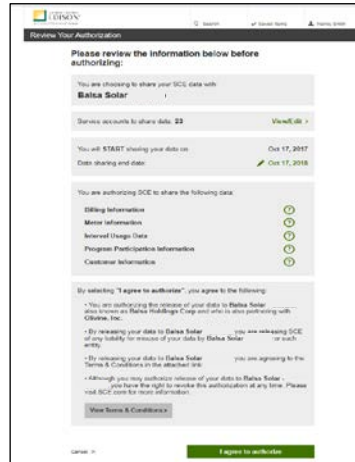 EDISON
Search
Saved Items
Review Your Authorization
Please review the information below before
authorizing:
You are choosing to share your SCE data with:
Balsa Solar
Service accounts to share data: 23
View/Edit >
You will START sharing your data on:
Oct 17, 2017
Data sharing end date:
Oct 17, 2018
You are authorizing SCE to share the following data:
Billing Information
Meter Information
Interval Usage Data
Program Participation Information
Customer Information
By selecting "I agree to authorize", you agree to the following:
• You are authorizing the release of your data to Balsa Solar
also known as Balsa Holdings Corp and who is also partnering with
Olivine, Inc.
• By releasing your data to Balsa Solar you are releasing SCE
of any liability for misuse of your data by Balsa Solar or such
entity.
• By releasing your data to Balsa Solar you are agreeing to the
Terms & Conditions in the attached link.
• Although you may authorize release of your data to Balsa Solar -
you have the right to revoke this authorization at any time. Please
visit SCE.com for more information.
View Terms & Conditions >
Cancel >
I agree to authorize